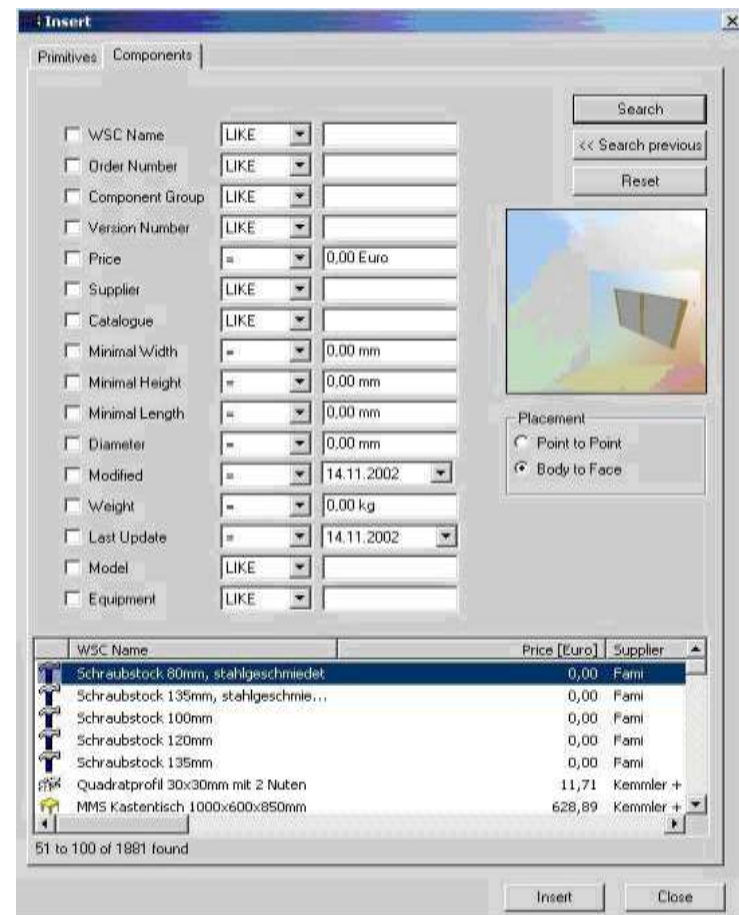 Insert
Primitives Components
Search
WSC Name LIKE
<< Search previous
Order Number LIKE
Reset
Component Group LIKE
Version Number LIKE
Price = 0,00 Euro
Supplier LIKE
Catalogue LIKE
Minimal Width = 0,00 mm
Minimal Height = 0,00 mm
Minimal Length = 0,00 mm
Placement
Diameter = 0,00 mm
Point to Point
Modified = 14.11.2002
Body to Face
Weight = 0,00 kg
Last Update = 14.11.2002
Model LIKE
Equipment LIKE
WSC Name Price [Euro] Supplier
Schraubstock 80mm, stahlgeschmiedet 0,00 Fami
Schraubstock 135mm, stahlgeschmie... 0,00 Fami
Schraubstock 100mm 0,00 Fami
Schraubstock 120mm 0,00 Fami
Schraubstock 135mm 0,00 Fami
Quadratprofil 30x30mm mit 2 Nuten 11,71 Kemmler +
MMS Kastentisch 1000x600x850mm 628,89 Kemmler +
51 to 100 of 1881 found
Insert Close